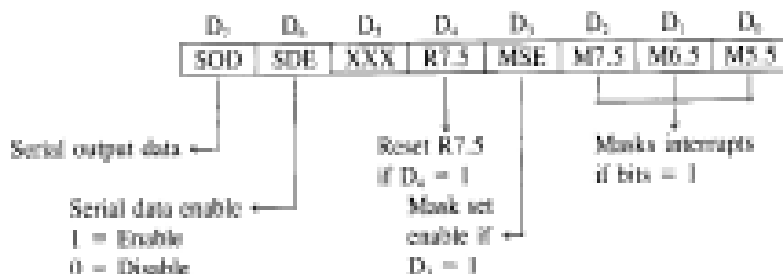 D₇ D₆ D₅ D₄ D₃ D₂ D₁ D₀
SOD SDE XXX R7.5 MSE M7.5 M6.5 M5.5
Serial output data
Reset R7.5
if D₄ = 1
Masks interrupts
if bits = 1
Serial data enable
1 = Enable
0 = Disable
Mask set
enable if
D₃ = 1